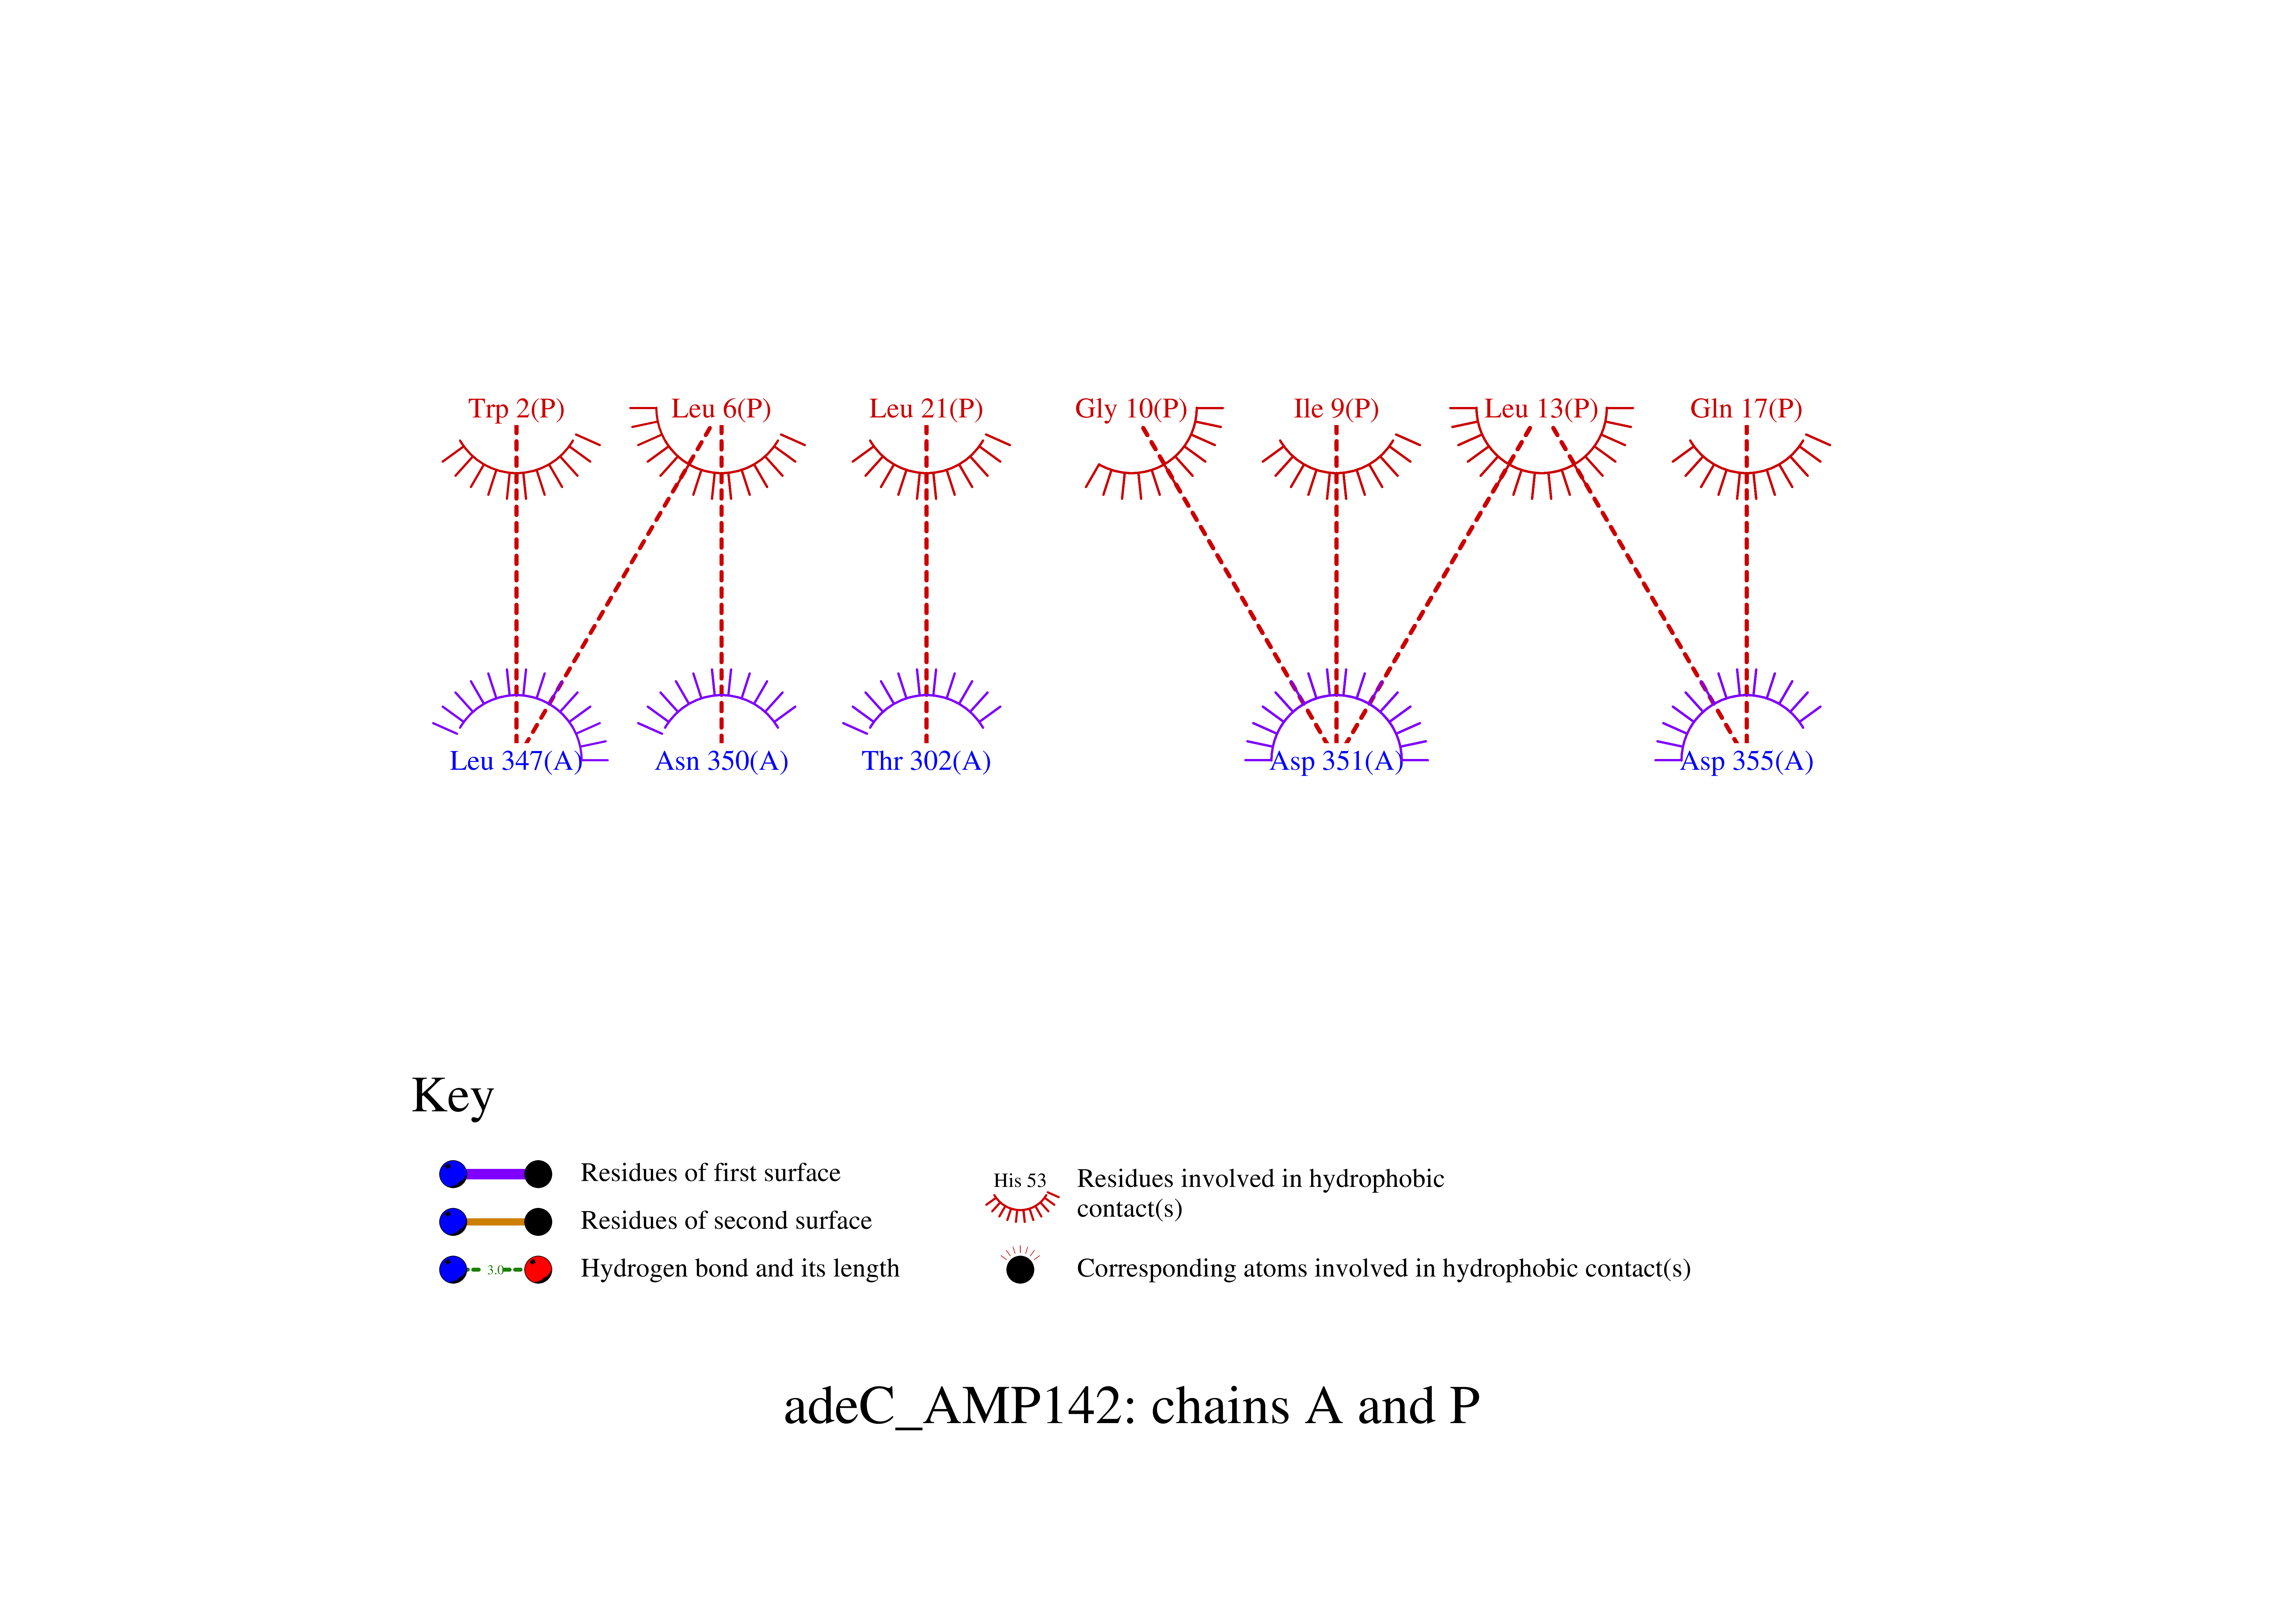 Trp 2(P) Leu 6(P) Leu 21(P) Gly 10(P) Ile 9(P) Leu 13(P) Gln 17(P)
Leu 347(A) Asn 350(A) Thr 302(A) Asp 351(A) Asp 355(A)
Key
Residues of first surface
Residues of second surface
3.0 Hydrogen bond and its length
His 53 Residues involved in hydrophobic
contact(s)
Corresponding atoms involved in hydrophobic contact(s)
adeC_AMP142: chains A and P